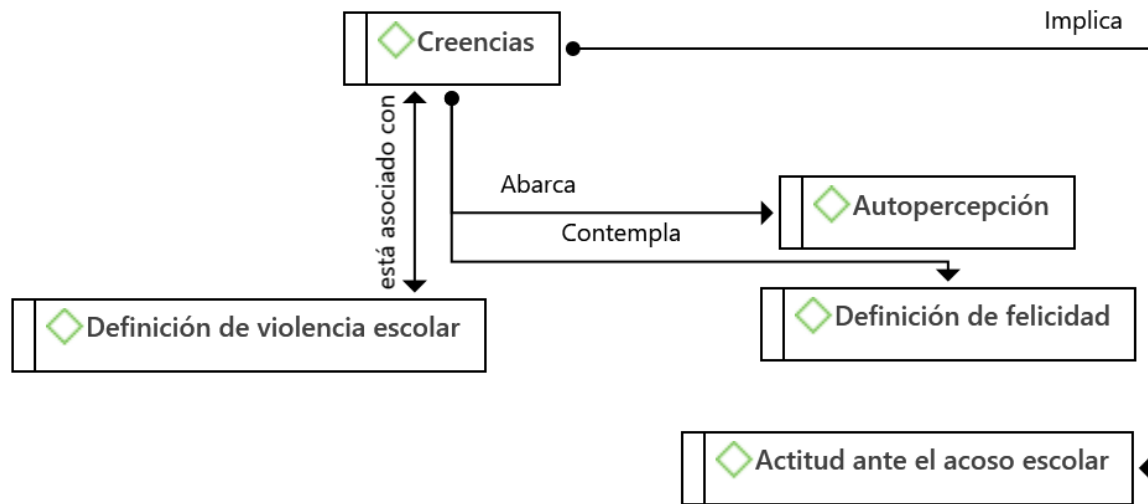 Implica
Creencias
está asociado con
Abarca
Autopercepción
Contempla
Definición de violencia escolar
Definición de felicidad
Actitud ante el acoso escolar